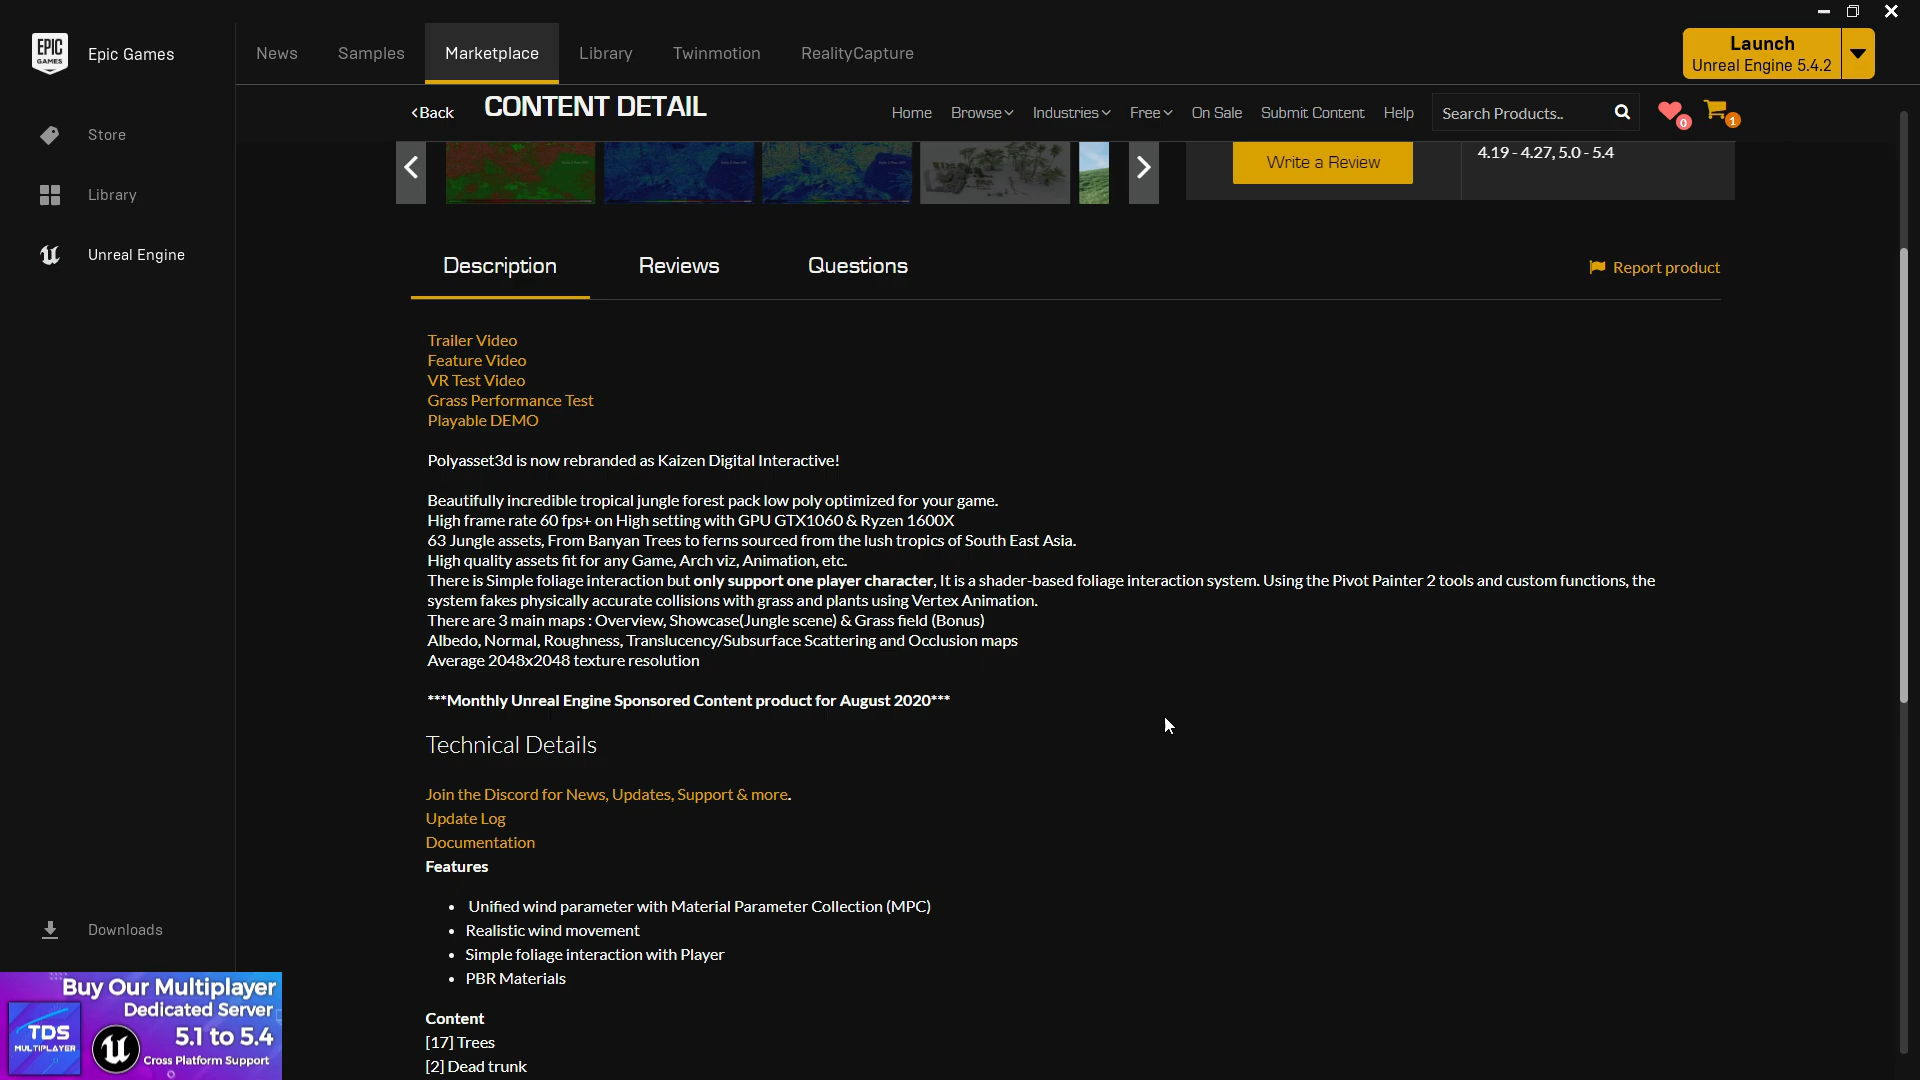 EPIC GAMES
Epic Games
News
Samples
Marketplace
Library
Twinmotion
RealityCapture
Launch
Unreal Engine 5.4.2
Back
CONTENT DETAIL
Home
Browse
Industries
Free
On Sale
Submit Content
Help
Search Products..
0
1
Store
Library
Unreal Engine
Write a Review
4.19 - 4.27, 5.0 - 5.4
Description
Reviews
Questions
Report product
Trailer Video
Feature Video
VR Test Video
Grass Performance Test
Playable DEMO
Polyasset3d is now rebranded as Kaizen Digital Interactive!
Beautifully incredible tropical jungle forest pack low poly optimized for your game.
High frame rate 60 fps+ on High setting with GPU GTX1060 & Ryzen 1600X
63 Jungle assets, From Banyan Trees to ferns sourced from the lush tropics of South East Asia.
High quality assets fit for any Game, Arch viz, Animation, etc.
There is Simple foliage interaction but only support one player character, It is a shader-based foliage interaction system. Using the Pivot Painter 2 tools and custom functions, the
system fakes physically accurate collisions with grass and plants using Vertex Animation.
There are 3 main maps : Overview, Showcase(Jungle scene) & Grass field (Bonus)
Albedo, Normal, Roughness, Translucency/Subsurface Scattering and Occlusion maps
Average 2048x2048 texture resolution
***Monthly Unreal Engine Sponsored Content product for August 2020***
Technical Details
Join the Discord for News, Updates, Support & more.
Update Log
Documentation
Features
• Unified wind parameter with Material Parameter Collection (MPC)
• Realistic wind movement
• Simple foliage interaction with Player
• PBR Materials
Content
[17] Trees
[2] Dead trunk
Downloads
Buy Our Multiplayer
Dedicated Server
5.1 to 5.4
Cross Platform Support
TDS
MULTIPLAYER